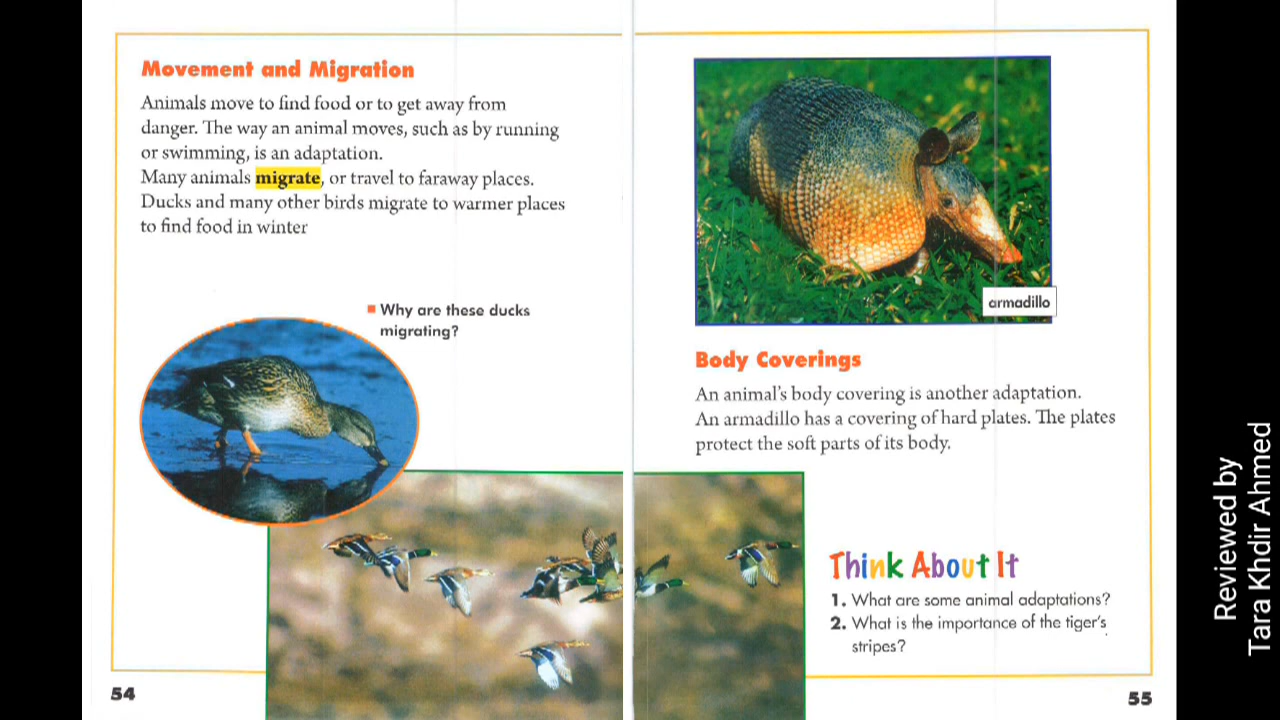 Movement and Migration
Animals move to find food or to get away from
danger. The way an animal moves, such as by running
or swimming, is an adaptation.
Many animals migrate, or travel to faraway places.
Ducks and many other birds migrate to warmer places
to find food in winter
Why are these ducks
migrating?
54
armadillo
Body Coverings
An animal's body covering is another adaptation.
An armadillo has a covering of hard plates. The plates
protect the soft parts of its body.
Think About It
1. What are some animal adaptations?
2. What is the importance of the tiger's
stripes?
55
Reviewed by
Tara Khdir Ahmed